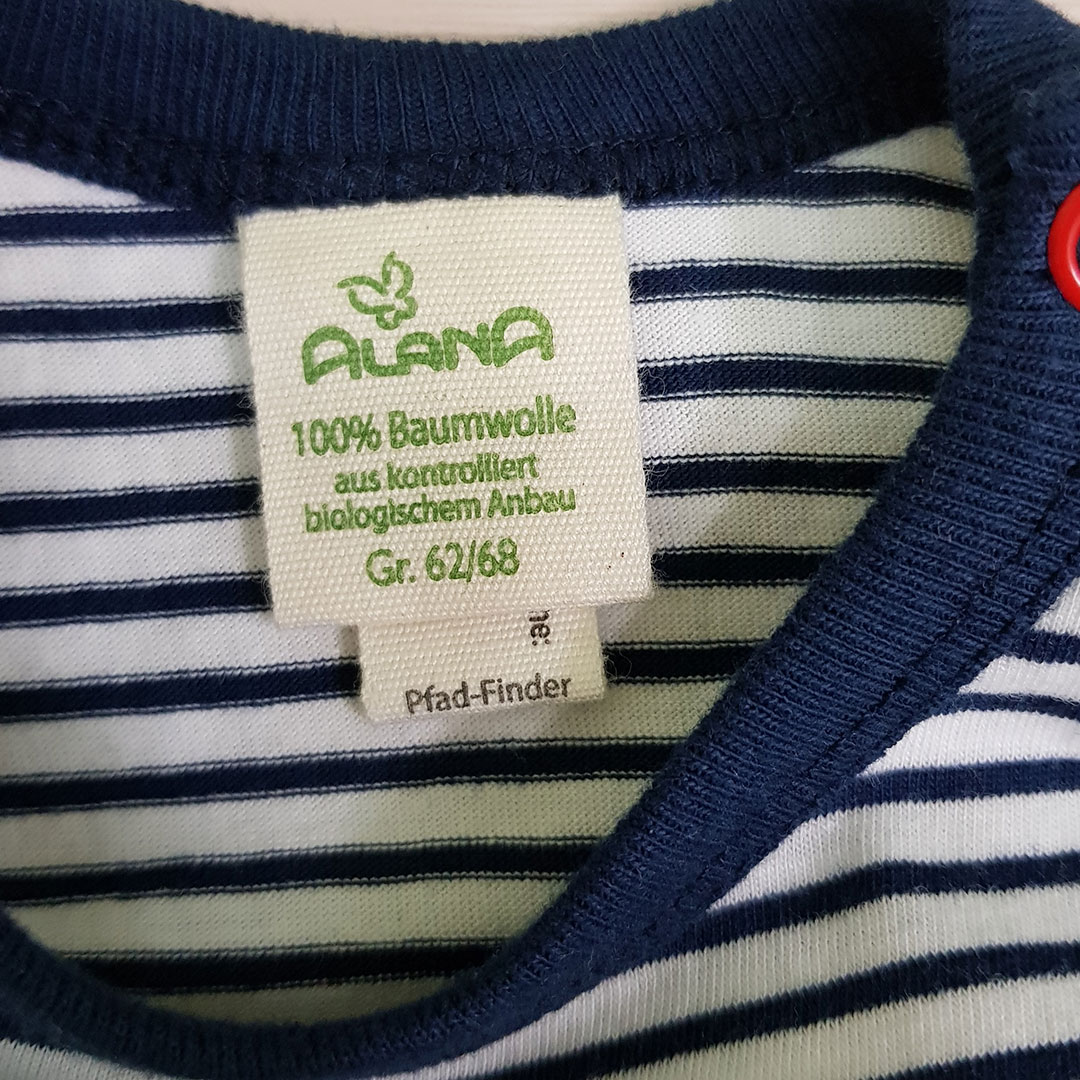 ALANA
100% Baumwolle
aus kontrolliert
biologischem Anbau
Gr. 62/68
Pfad-Finder